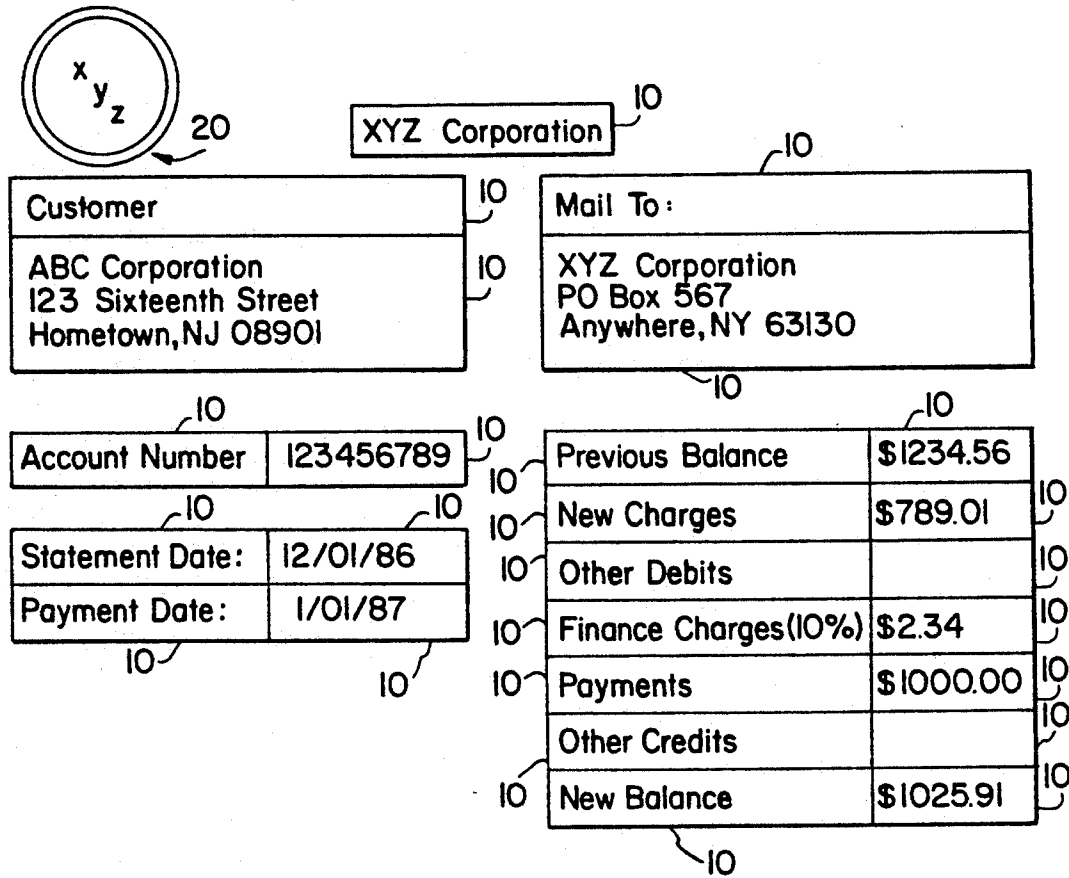 x
y
z
20
XYZ Corporation
10
Customer
10
ABC Corporation
123 Sixteenth Street
Hometown, NJ 08901
10
10
Mail To:
XYZ Corporation
PO Box 567
Anywhere, NY 63130
10
10
Account Number 123456789
10
10
10
Statement Date: 12/01/86
Payment Date: 1/01/87
10
10
10
10 Previous Balance $1234.56
10 New Charges $789.01 10
10 Other Debits 10
10 Finance Charges(10%) $2.34 10
10 Payments $1000.00 10
Other Credits 10
10 New Balance $1025.91 10
10